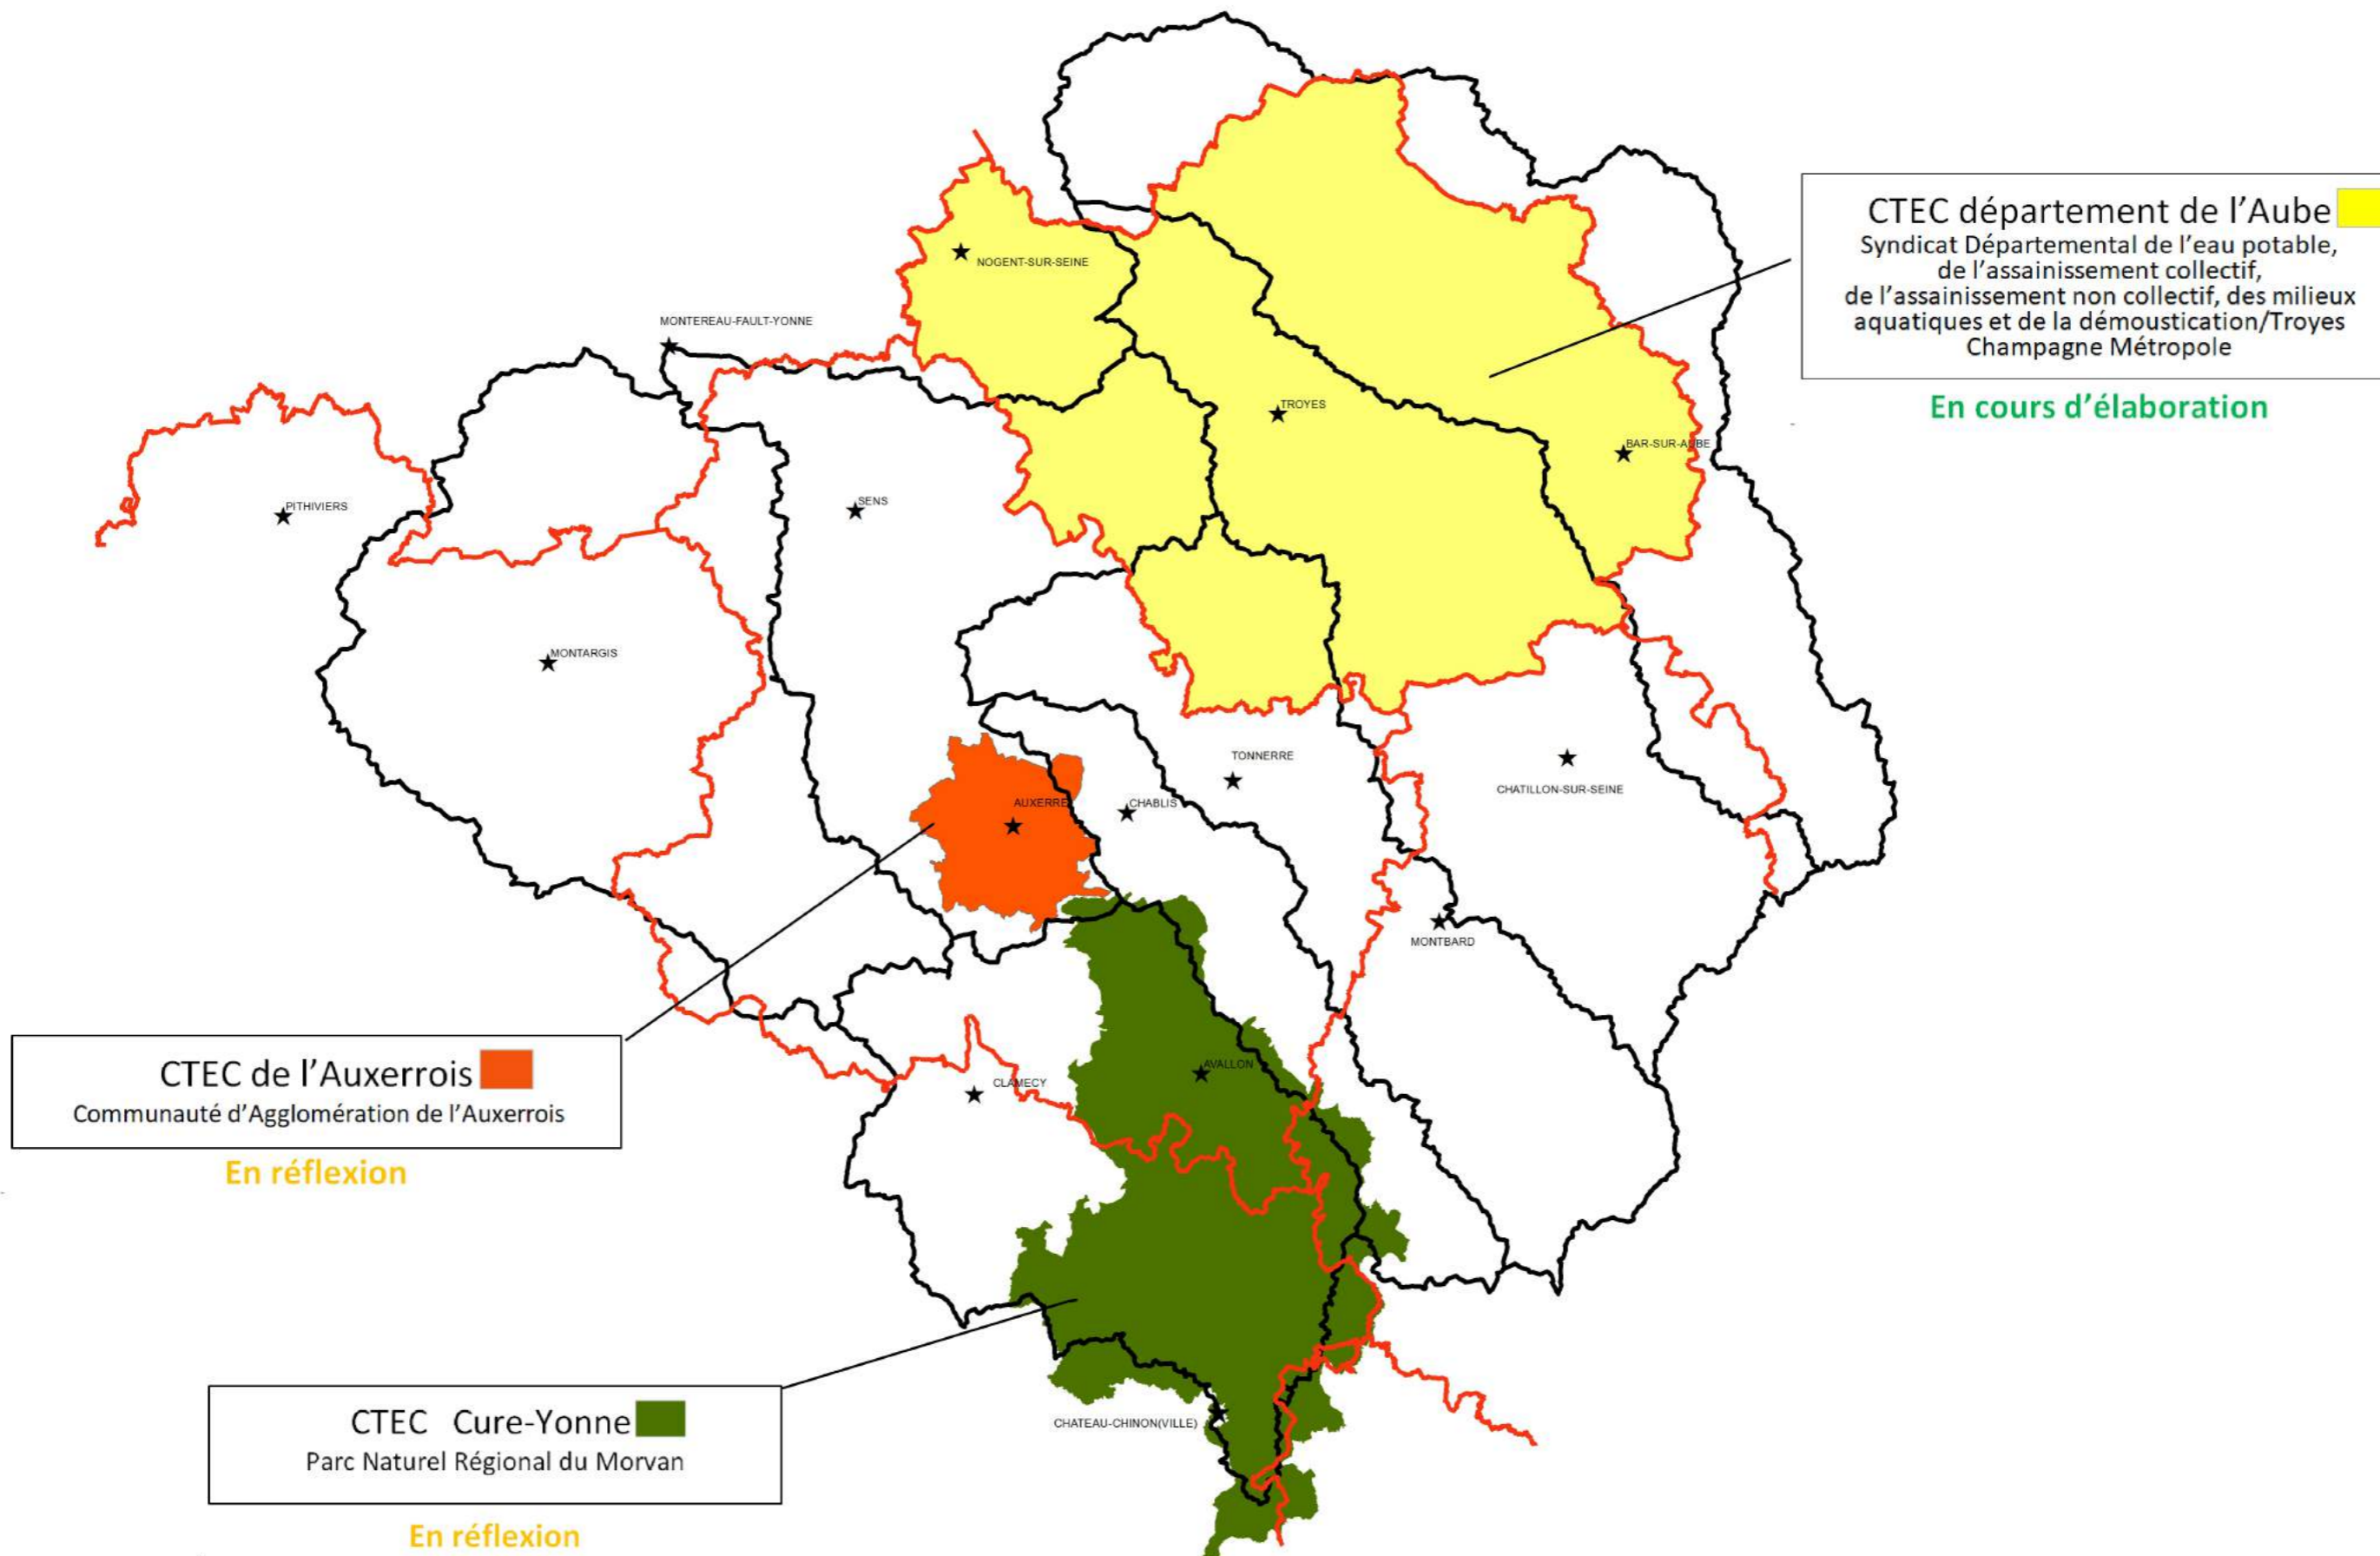 NOGENT-SUR-SEINE
MONTEREAU-FAULT-YONNE
CTEC département de l'Aube
Syndicat Départemental de l'eau potable,
de l'assainissement collectif,
de l'assainissement non collectif, des milieux
aquatiques et de la démoustication/Troyes
Champagne Métropole
En cours d'élaboration
TROYES
BAR-SUR-AUBE
PITHIVIERS
SENS
MONTARGIS
TONNERRE
CHATILLON-SUR-SEINE
AUXERRE
CHABLIS
MONTBARD
AVALLON
CLAMECY
CTEC de l'Auxerrois
Communauté d'Agglomération de l'Auxerrois
En réflexion
CHATEAU-CHINON(VILLE)
CTEC Cure-Yonne
Parc Naturel Régional du Morvan
En réflexion